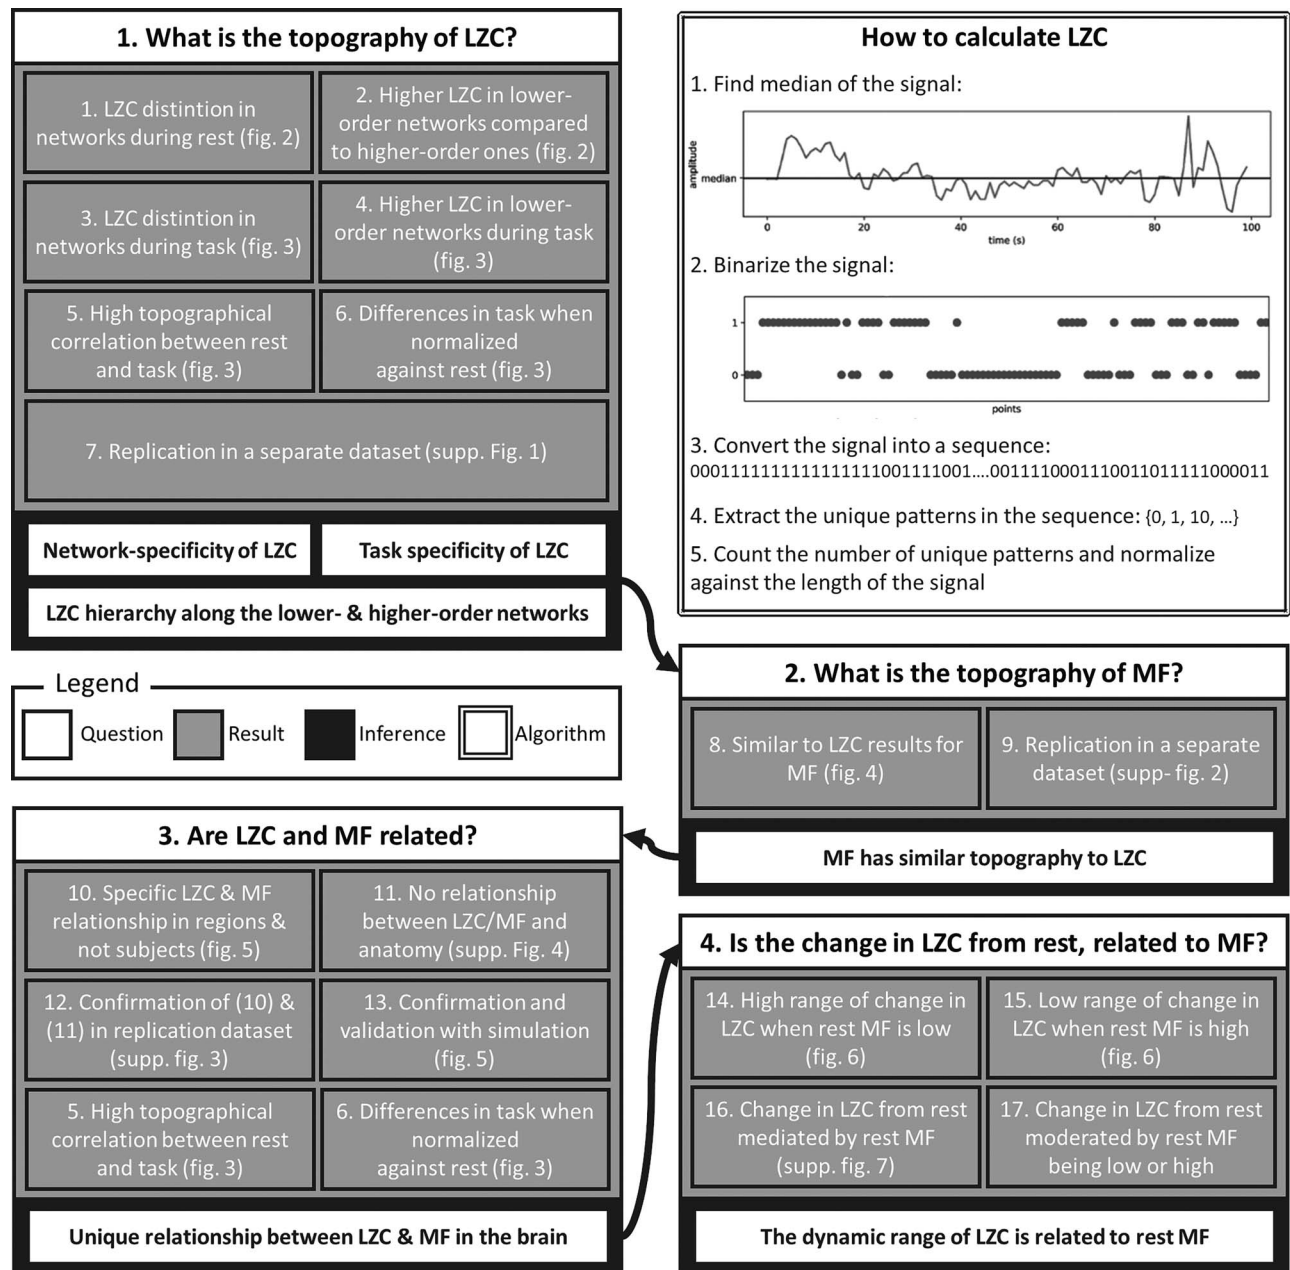 1. What is the topography of LZC?
1. LZC distintion in
networks during rest (fig. 2)
2. Higher LZC in lower-
order networks compared
to higher-order ones (fig. 2)
3. LZC distintion in
networks during task (fig. 3)
4. Higher LZC in lower-
order networks during task
(fig. 3)
5. High topographical
correlation between rest
and task (fig. 3)
6. Differences in task when
normalized
against rest (fig. 3)
7. Replication in a separate dataset (supp. Fig. 1)
Network-specificity of LZC
Task specificity of LZC
LZC hierarchy along the lower- & higher-order networks
How to calculate LZC
1. Find median of the signal:
amplitude
median
0 20 40 60 80 100
time (s)
2. Binarize the signal:
1
0
points
3. Convert the signal into a sequence:
0001111111111111111001111001....0011110001110011011111000011
4. Extract the unique patterns in the sequence: {0, 1, 10, ...}
5. Count the number of unique patterns and normalize
against the length of the signal
Legend
Question
Result
Inference
Algorithm
2. What is the topography of MF?
8. Similar to LZC results for
MF (fig. 4)
9. Replication in a separate
dataset (supp- fig. 2)
MF has similar topography to LZC
3. Are LZC and MF related?
10. Specific LZC & MF
relationship in regions &
not subjects (fig. 5)
11. No relationship
between LZC/MF and
anatomy (supp. Fig. 4)
12. Confirmation of (10) &
(11) in replication dataset
(supp. fig. 3)
13. Confirmation and
validation with simulation
(fig. 5)
5. High topographical
correlation between rest
and task (fig. 3)
6. Differences in task when
normalized
against rest (fig. 3)
Unique relationship between LZC & MF in the brain
4. Is the change in LZC from rest, related to MF?
14. High range of change in
LZC when rest MF is low
(fig. 6)
15. Low range of change in
LZC when rest MF is high
(fig. 6)
16. Change in LZC from rest
mediated by rest MF
(supp. fig. 7)
17. Change in LZC from rest
moderated by rest MF
being low or high
The dynamic range of LZC is related to rest MF